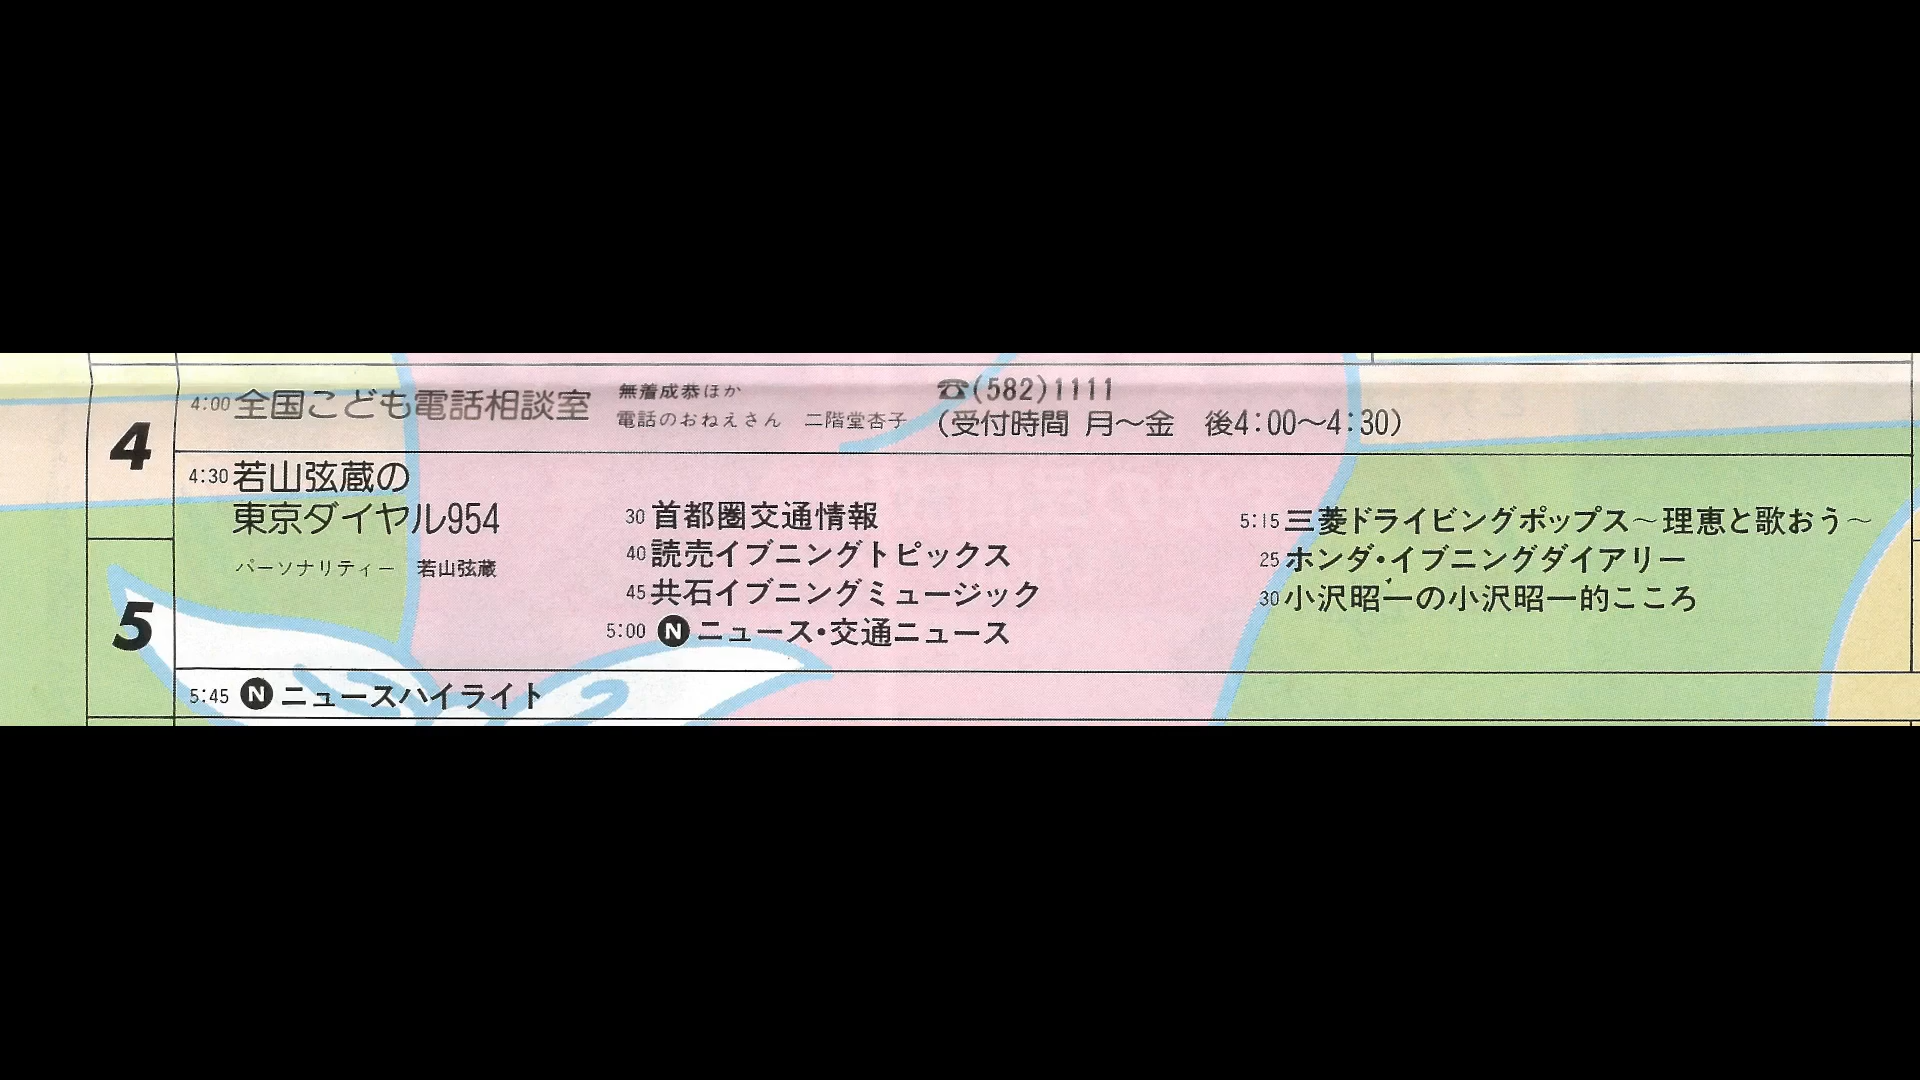 4
4:00 全国こども電話相談室
無着成恭ほか
電話のおねえさん 二階堂杏子
☎(582)1111
(受付時間 月〜金 後4:00〜4:30)
4:30 若山弦蔵の
東京ダイヤル954
パーソナリティー 若山弦蔵
30 首都圏交通情報
40 読売イブニングトピックス
45 共石イブニングミュージック
5:00 Ⓝ ニュース・交通ニュース
5:15 三菱ドライビングポップス〜理恵と歌おう〜
25 ホンダ・イブニングダイアリー
30 小沢昭一の小沢昭一的こころ
5
5:45 Ⓝ ニュースハイライト